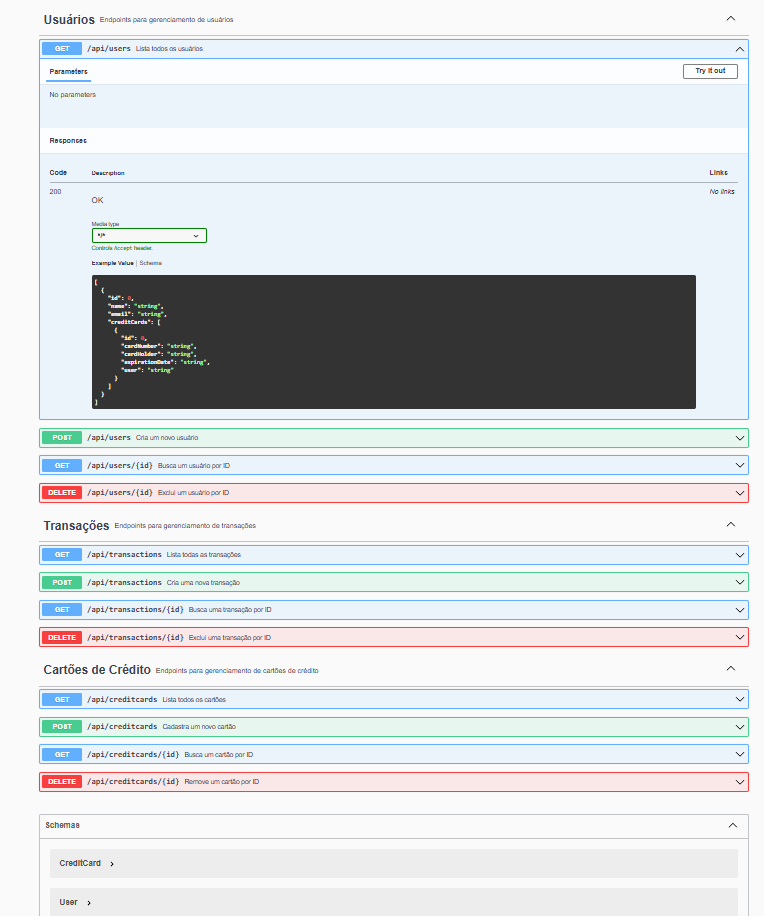 Usuários Endpoints para gerenciamento de usuários
GET /api/users Lista todos os usuários
Parameters Try it out
No parameters
Responses
Code Description Links
200 OK No links
Media type
*/*
Controls Accept header.
Example Value | Schema
[
{
"id": 0,
"name": "string",
"email": "string",
"creditCards": [
{
"id": 0,
"cardNumber": "string",
"cardHolder": "string",
"expirationDate": "string",
"user": "string"
}
]
}
]
POST /api/users Cria um novo usuário
GET /api/users/{id} Busca um usuário por ID
DELETE /api/users/{id} Exclui um usuário por ID
Transações Endpoints para gerenciamento de transações
GET /api/transactions Lista todas as transações
POST /api/transactions Cria uma nova transação
GET /api/transactions/{id} Busca uma transação por ID
DELETE /api/transactions/{id} Exclui uma transação por ID
Cartões de Crédito Endpoints para gerenciamento de cartões de crédito
GET /api/creditcards Lista todos os cartões
POST /api/creditcards Cadastra um novo cartão
GET /api/creditcards/{id} Busca um cartão por ID
DELETE /api/creditcards/{id} Remove um cartão por ID
Schemas
CreditCard
User